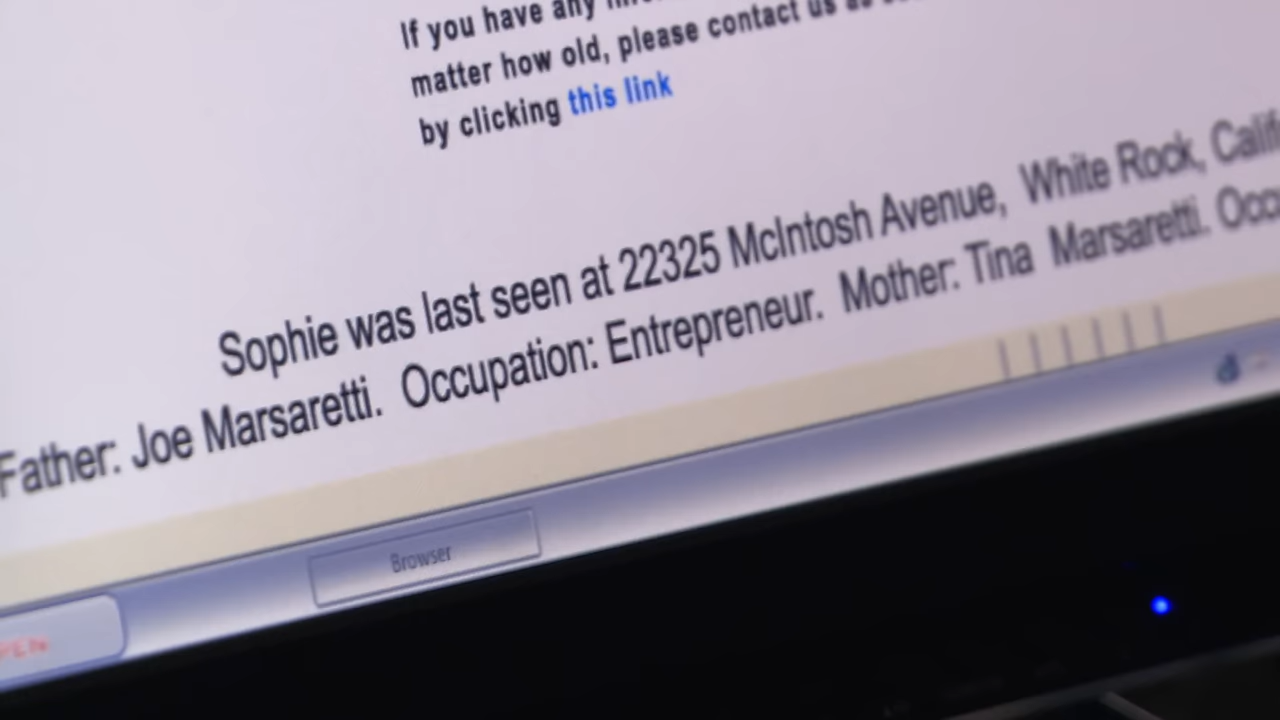 If you have any
matter how old, please contact us as
by clicking this link
Sophie was last seen at 22325 McIntosh Avenue, White Rock,
Father: Joe Marsaretti. Occupation: Entrepreneur. Mother: Tina Marsaretti.
Browser